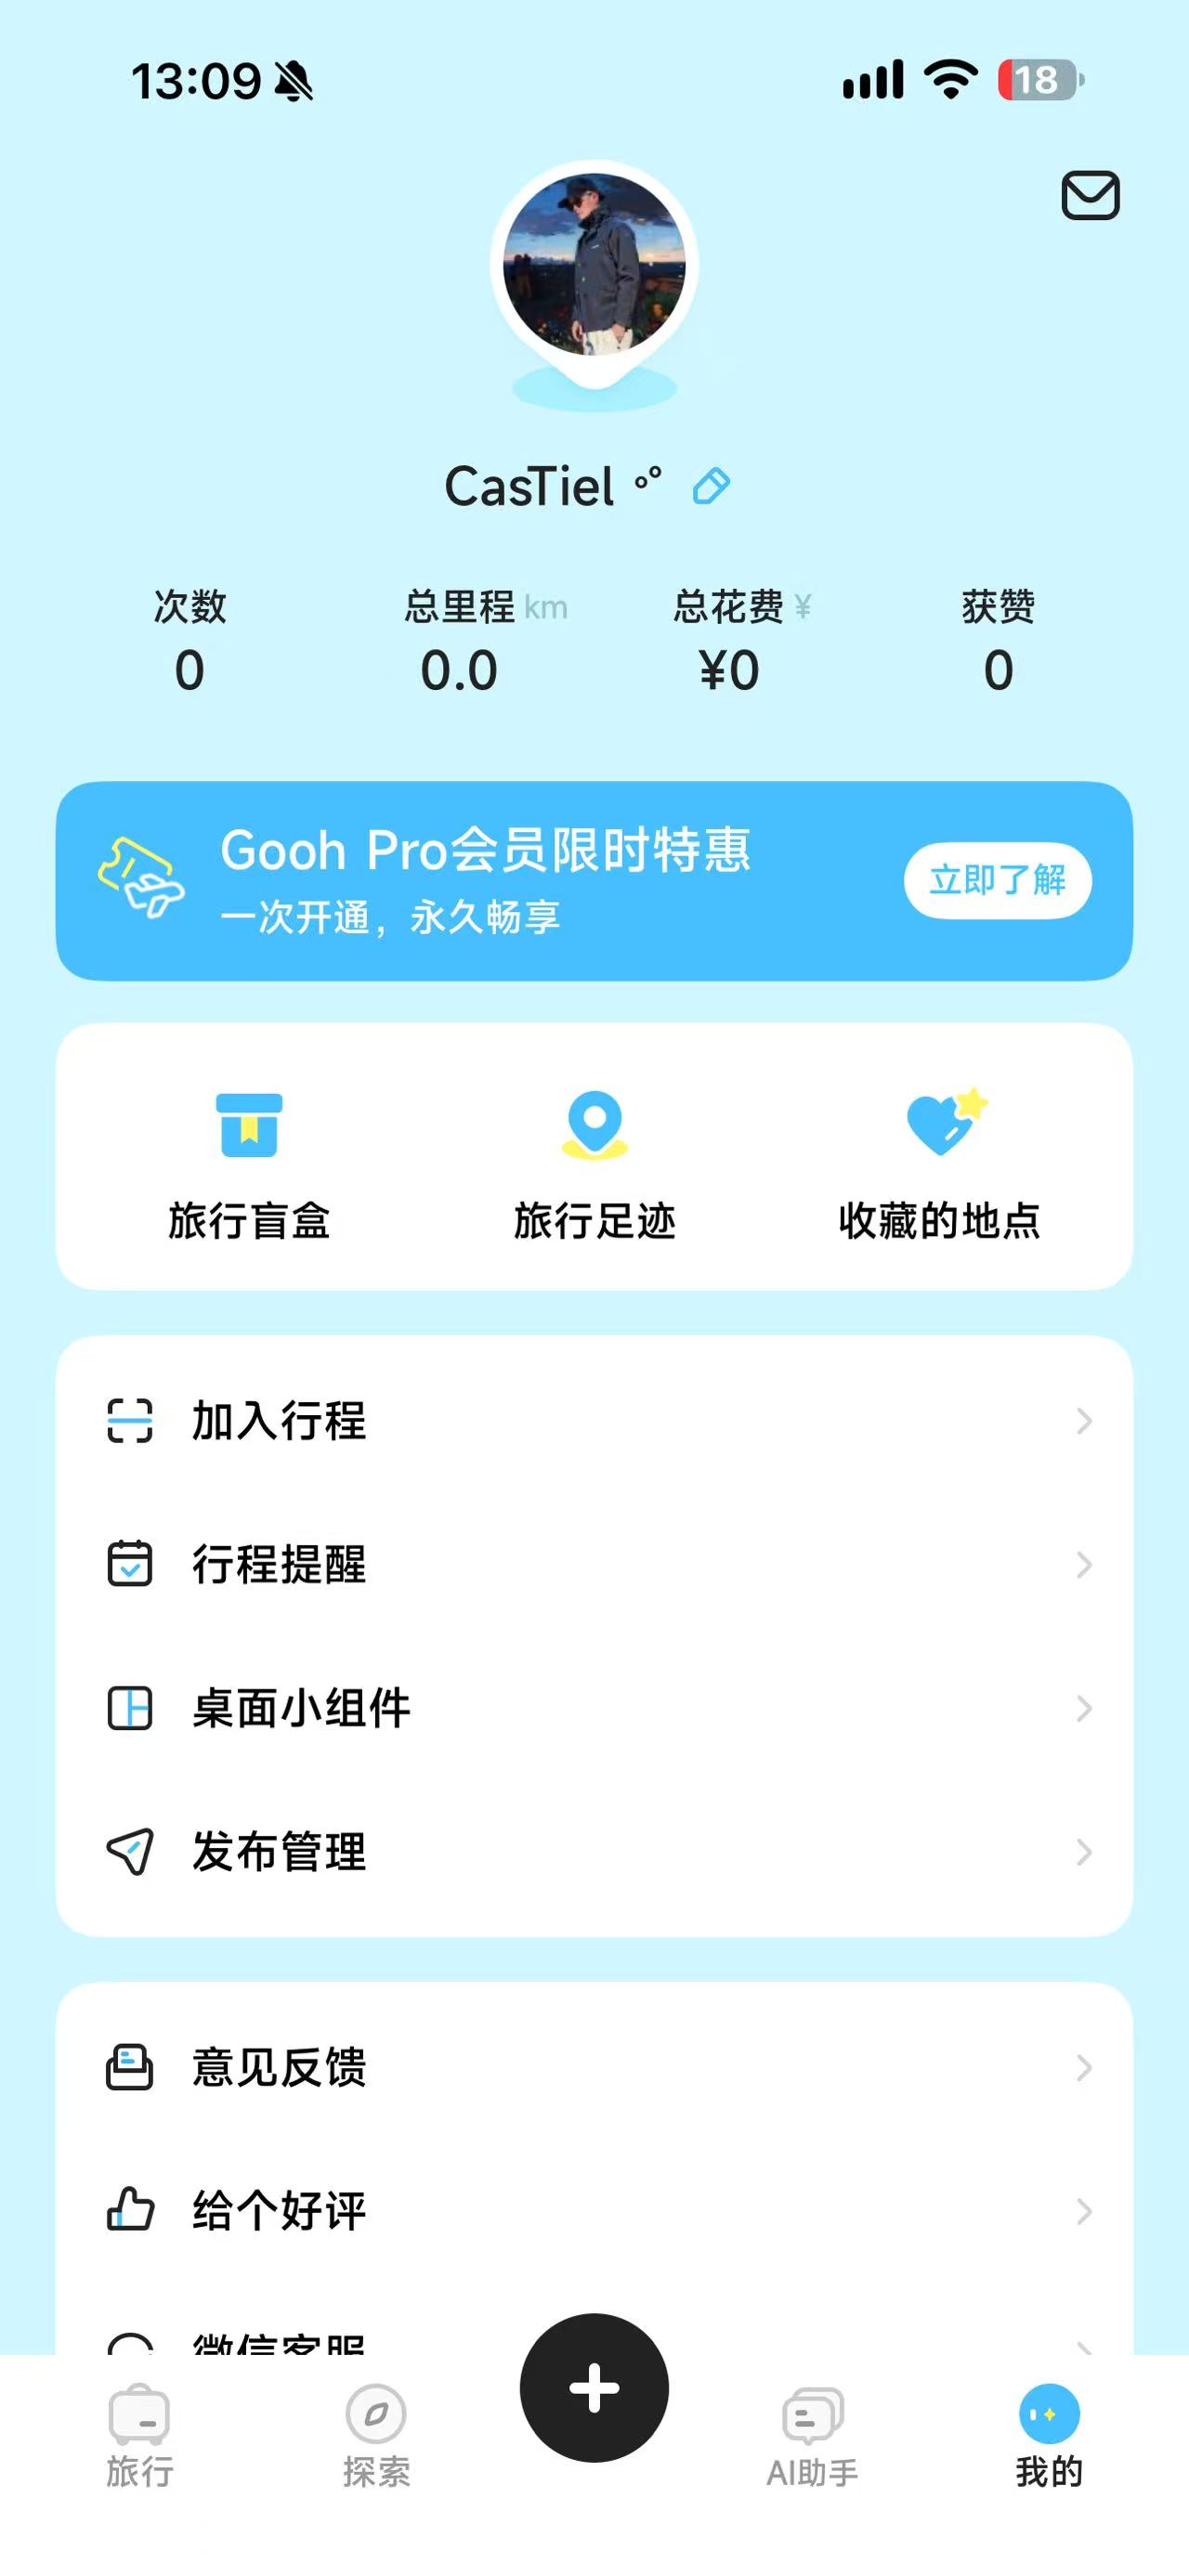 13:09
18
CasTiel °°
次数
总里程 km
总花费 ¥
获赞
0
0.0
¥0
0
Gooh Pro会员限时特惠
一次开通，永久畅享
立即了解
旅行盲盒
旅行足迹
收藏的地点
加入行程
行程提醒
桌面小组件
发布管理
意见反馈
给个好评
微信客服
旅行
探索
AI助手
我的